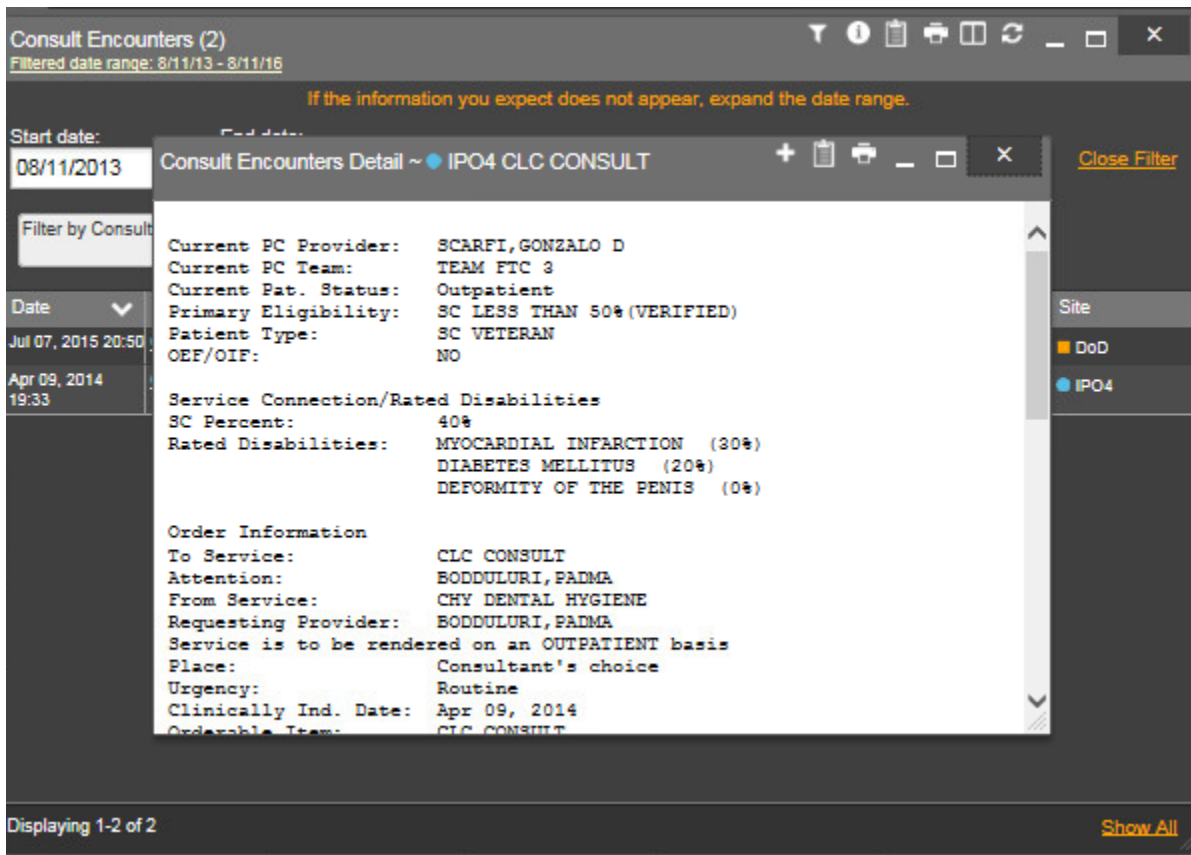 Consult Encounters (2)
Filtered date range: 8/11/13 - 8/11/16
If the information you expect does not appear, expand the date range.
Start date:
End date:
08/11/2013
Close Filter
Filter by Consult
Date
Site
Jul 07, 2015 20:50
DoD
Apr 09, 2014
19:33
IPO4
Consult Encounters Detail ~ IPO4 CLC CONSULT
Current PC Provider: SCARFI,GONZALO D
Current PC Team: TEAM FTC 3
Current Pat. Status: Outpatient
Primary Eligibility: SC LESS THAN 50%(VERIFIED)
Patient Type: SC VETERAN
OEF/OIF: NO
Service Connection/Rated Disabilities
SC Percent: 40%
Rated Disabilities: MYOCARDIAL INFARCTION (30%)
DIABETES MELLITUS (20%)
DEFORMITY OF THE PENIS (0%)
Order Information
To Service: CLC CONSULT
Attention: BODDULURI,PADMA
From Service: CHY DENTAL HYGIENE
Requesting Provider: BODDULURI,PADMA
Service is to be rendered on an OUTPATIENT basis
Place: Consultant's choice
Urgency: Routine
Clinically Ind. Date: Apr 09, 2014
Orderable Item: CLC CONSULT
Displaying 1-2 of 2
Show All